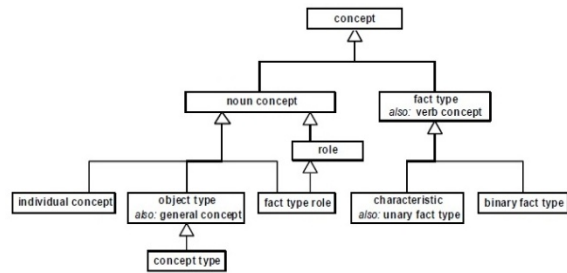 concept
noun concept
fact type
also: verb concept
role
individual concept
object type
also: general concept
fact type role
characteristic
also: unary fact type
binary fact type
concept type